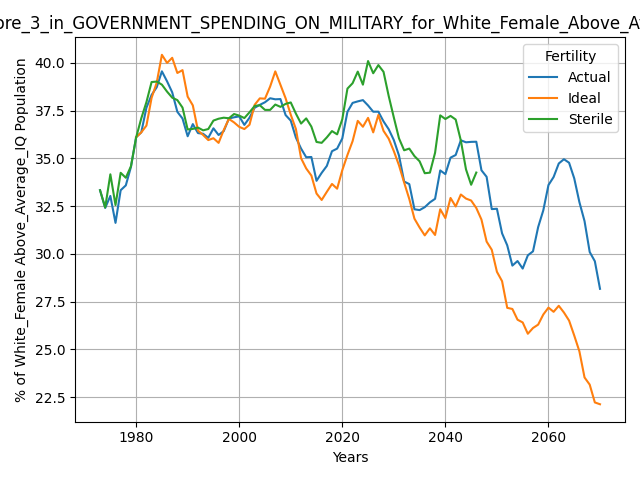 ore_3_in_GOVERNMENT_SPENDING_ON_MILITARY_for_White_Female_Above_A
Fertility
Actual
Ideal
Sterile
% of White_Female Above_Average_IQ Population
40.0
37.5
35.0
32.5
30.0
27.5
25.0
22.5
1980
2000
2020
2040
2060
Years